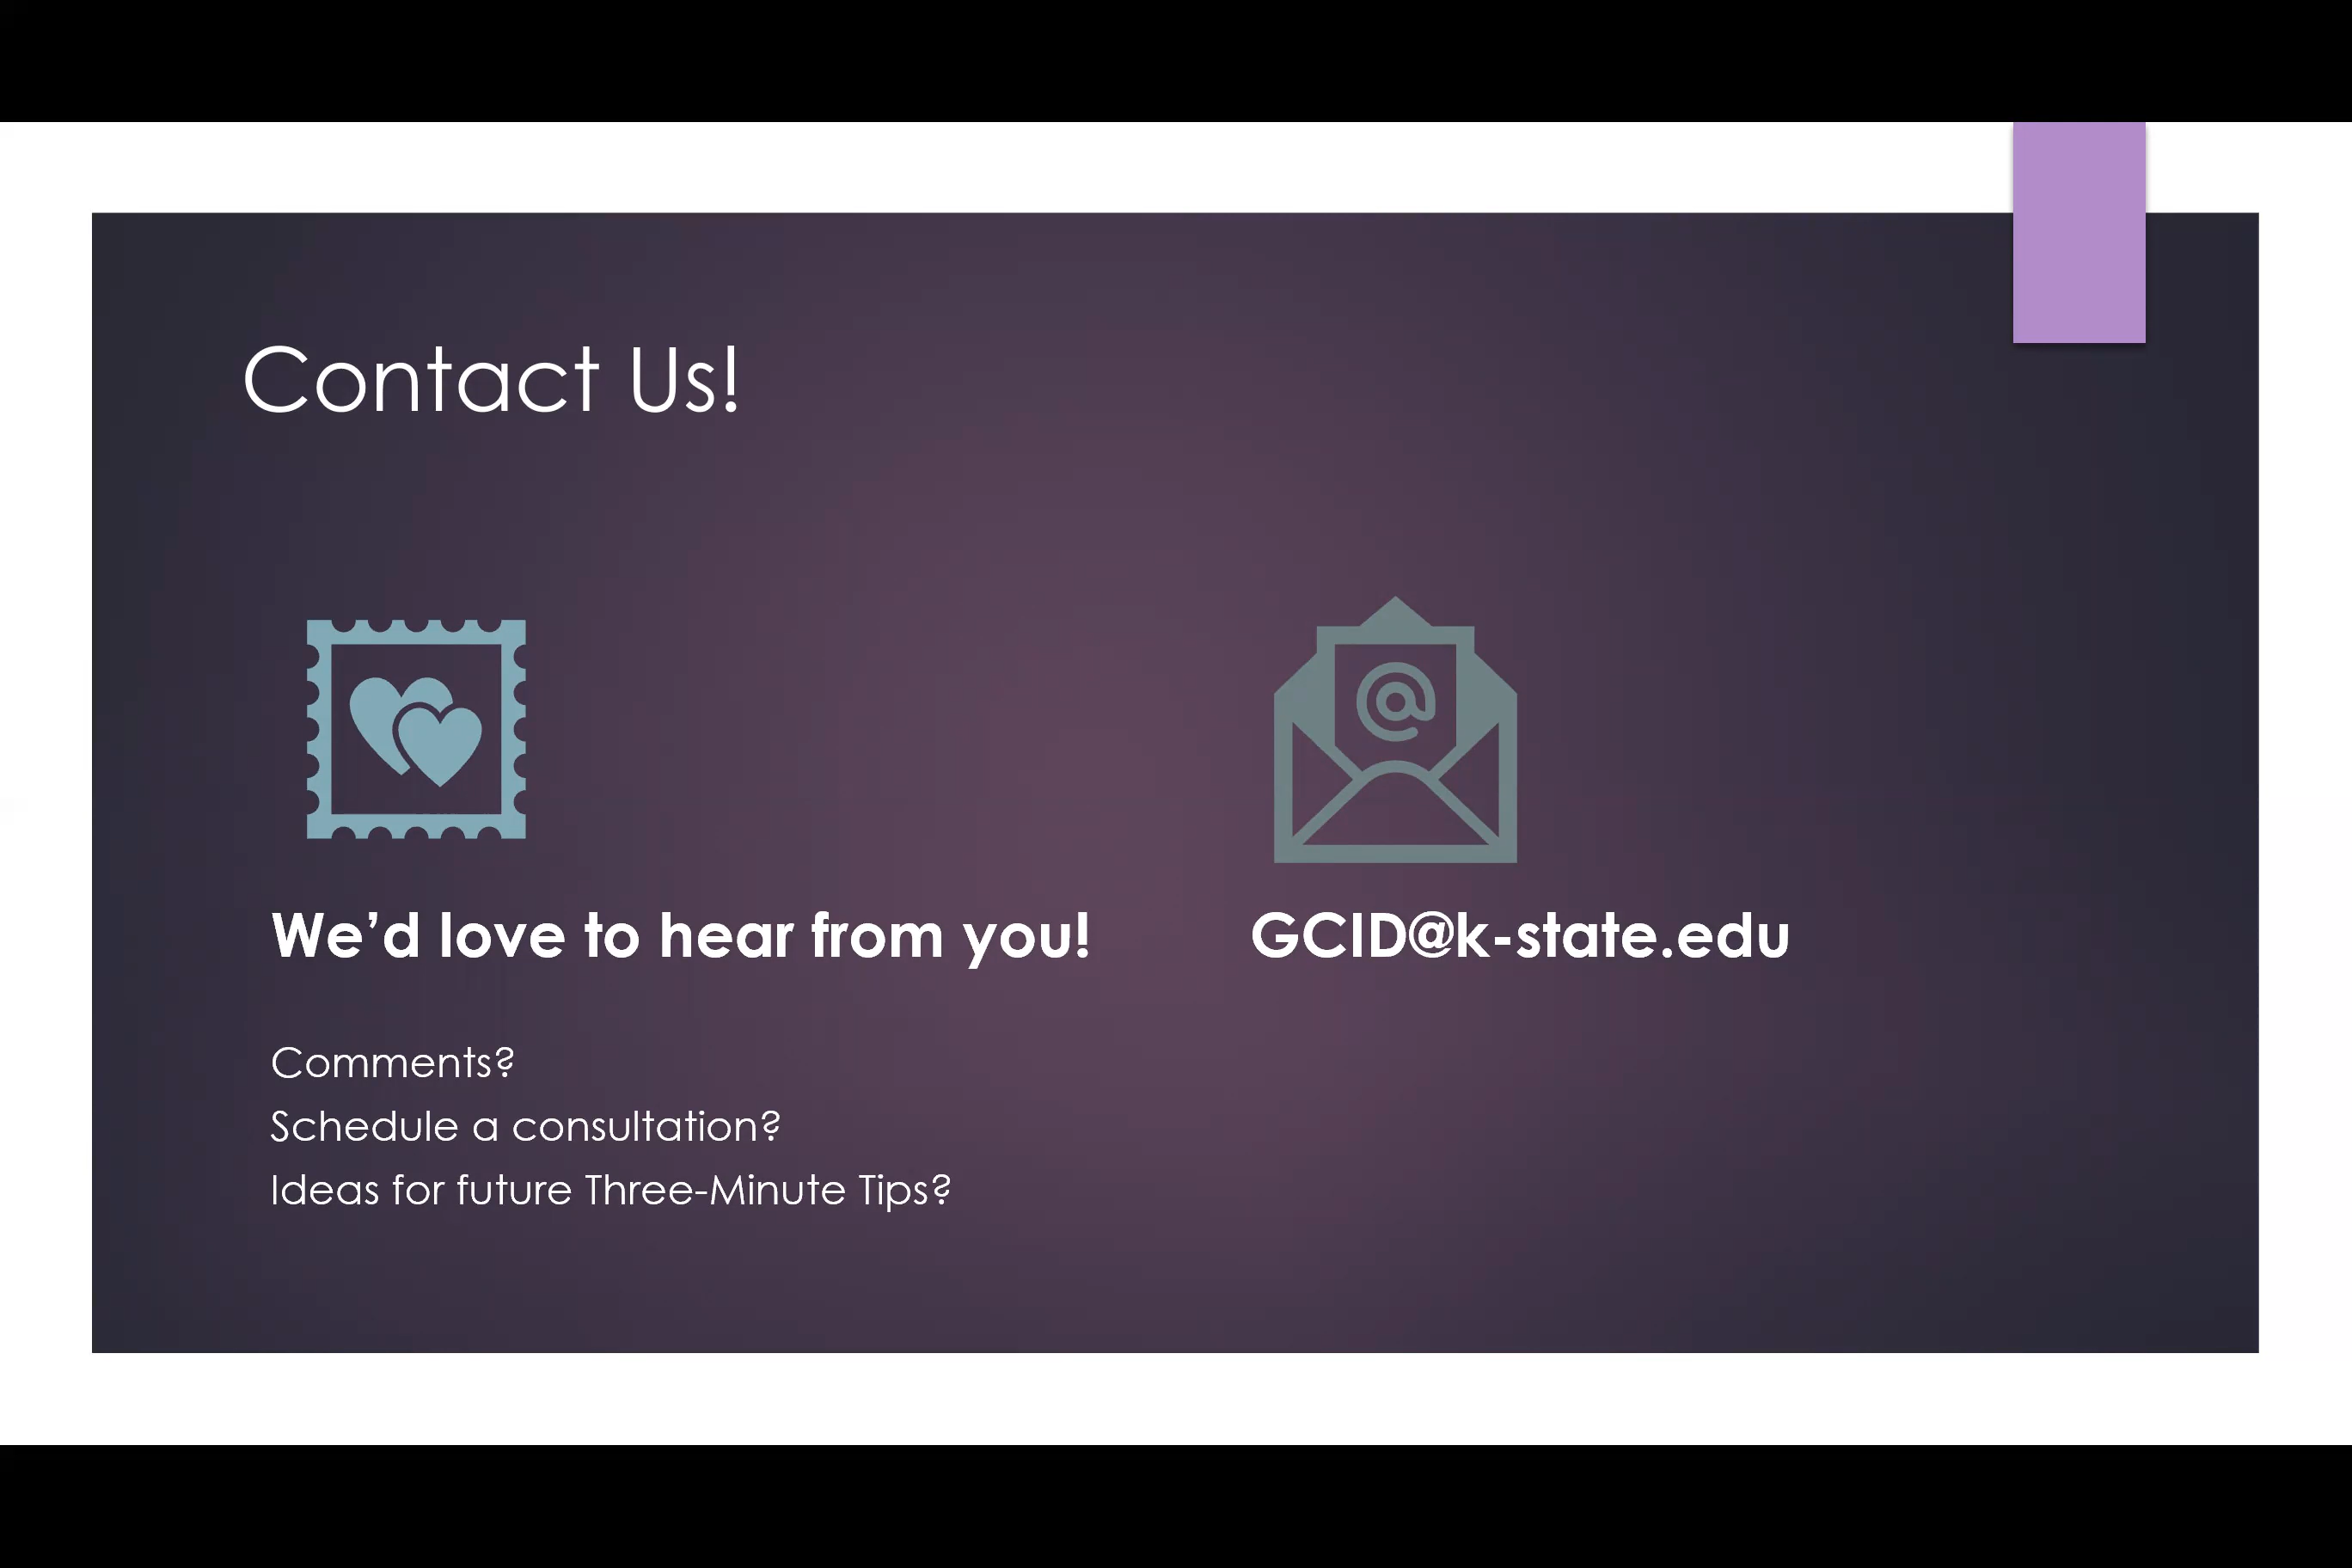 Contact Us!
We’d love to hear from you!
Comments?
Schedule a consultation?
Ideas for future Three-Minute Tips?
GCID@k-state.edu